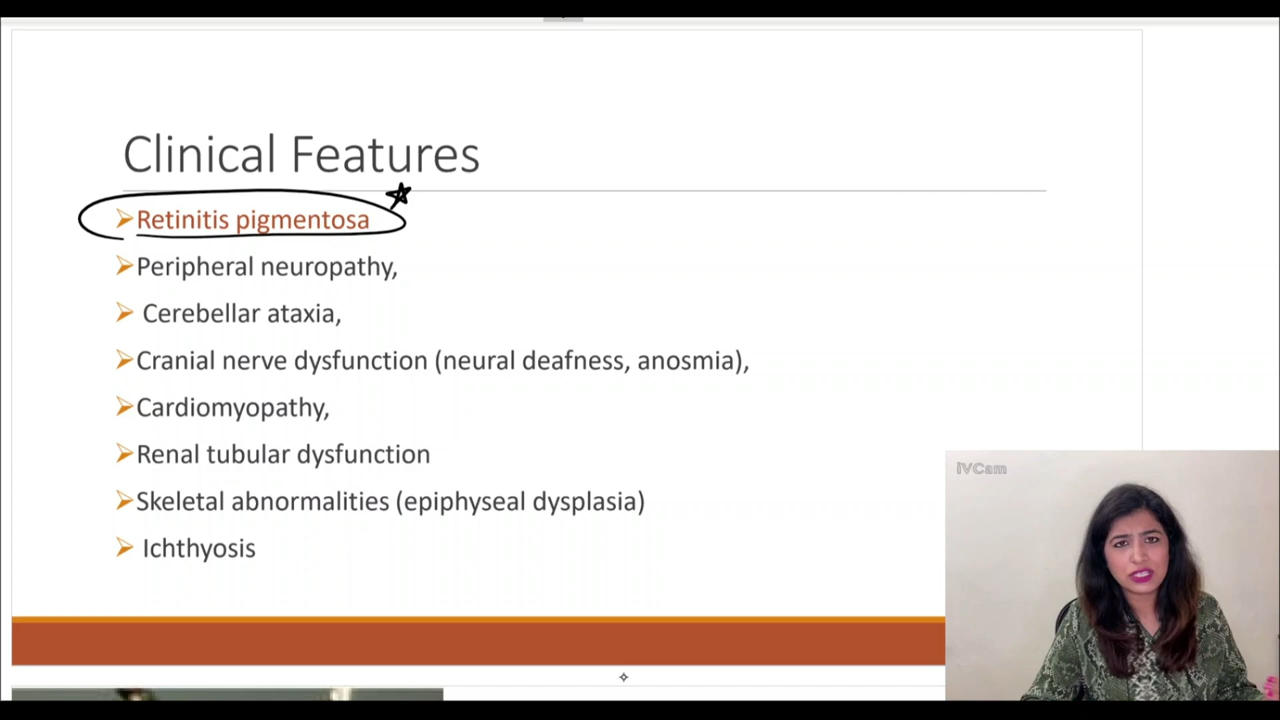 Clinical Features
Retinitis pigmentosa
Peripheral neuropathy,
Cerebellar ataxia,
Cranial nerve dysfunction (neural deafness, anosmia),
Cardiomyopathy,
Renal tubular dysfunction
Skeletal abnormalities (epiphyseal dysplasia)
Ichthyosis
iVCam